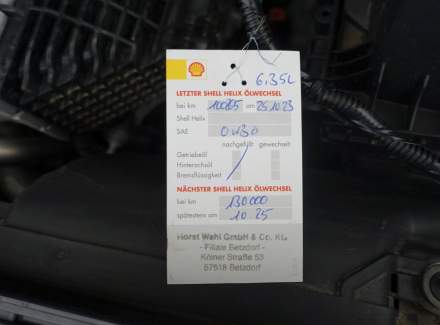 6,35L
LETZTER SHELL HELIX ÖLWECHSEL
bei km 10085 am 25.10.23
Shell Helix
SAE 0W30
nachgefüllt gewechselt
Getriebeöl
Hinterachsöl
Bremsflüssigkeit
NÄCHSTER SHELL HELIX ÖLWECHSEL
bei km 130000
spätestens am 10.25
Horst Wahl GmbH & Co. KG
- Filiale Betzdorf -
Kölner Straße 53
57518 Betzdorf